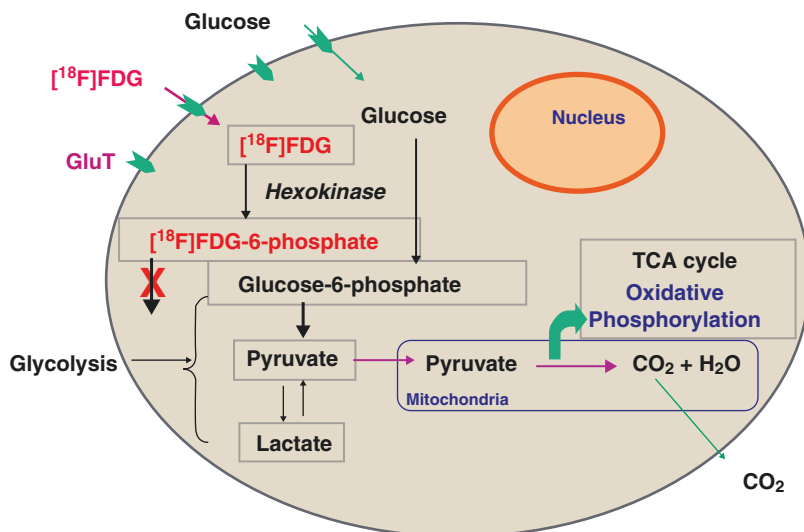 Glucose
[¹⁸F]FDG
Glucose
Nucleus
[¹⁸F]FDG
GluT
Hexokinase
[¹⁸F]FDG-6-phosphate
X
Glucose-6-phosphate
TCA cycle
Oxidative
Phosphorylation
Glycolysis
Pyruvate
Pyruvate
CO₂ + H₂O
Mitochondria
Lactate
CO₂